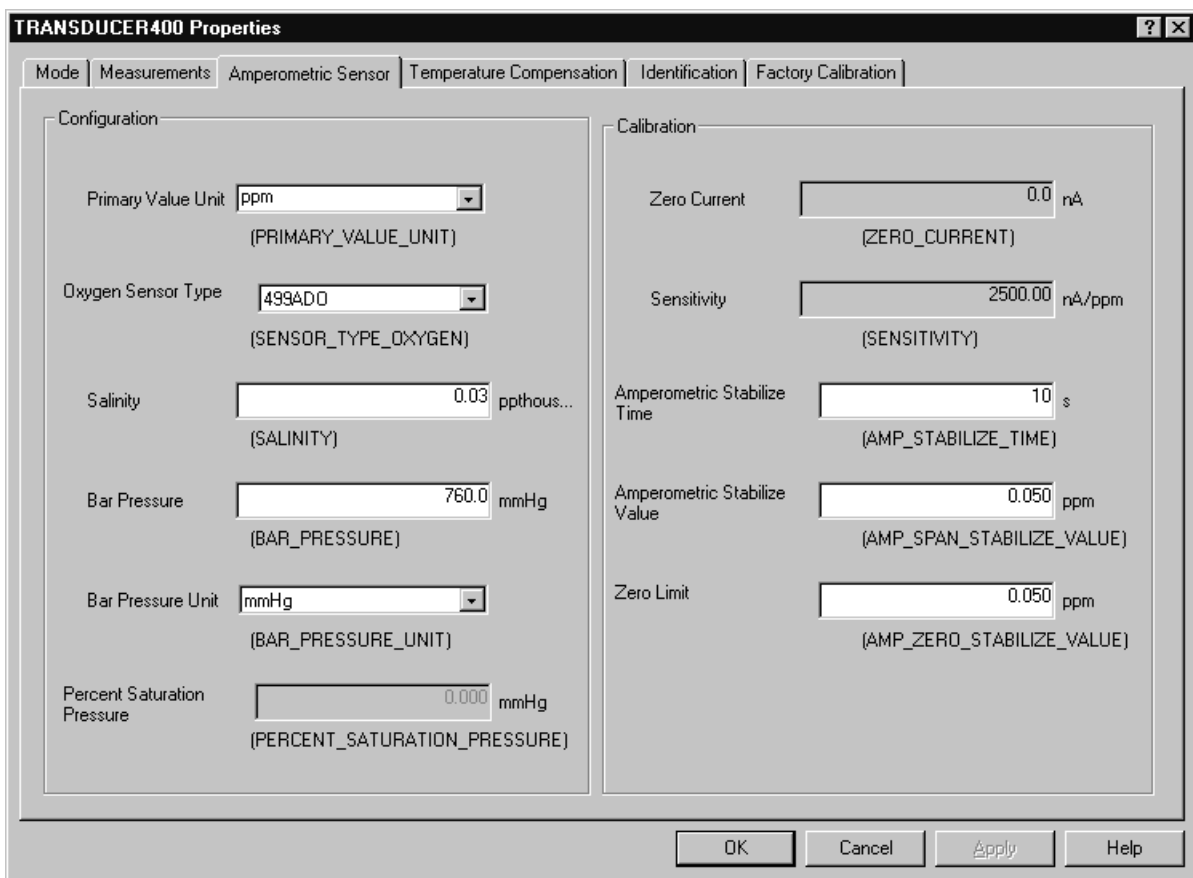 TRANSDUCER400 Properties
Mode Measurements Amperometric Sensor Temperature Compensation Identification Factory Calibration
Configuration
Primary Value Unit ppm
(PRIMARY_VALUE_UNIT)
Oxygen Sensor Type 499ADO
(SENSOR_TYPE_OXYGEN)
Salinity 0.03 ppthous...
(SALINITY)
Bar Pressure 760.0 mmHg
(BAR_PRESSURE)
Bar Pressure Unit mmHg
(BAR_PRESSURE_UNIT)
Percent Saturation
Pressure
0.000 mmHg
(PERCENT_SATURATION_PRESSURE)
Calibration
Zero Current 0.0 nA
(ZERO_CURRENT)
Sensitivity 2500.00 nA/ppm
(SENSITIVITY)
Amperometric Stabilize
Time
10 s
(AMP_STABILIZE_TIME)
Amperometric Stabilize
Value
0.050 ppm
(AMP_SPAN_STABILIZE_VALUE)
Zero Limit 0.050 ppm
(AMP_ZERO_STABILIZE_VALUE)
OK Cancel Apply Help